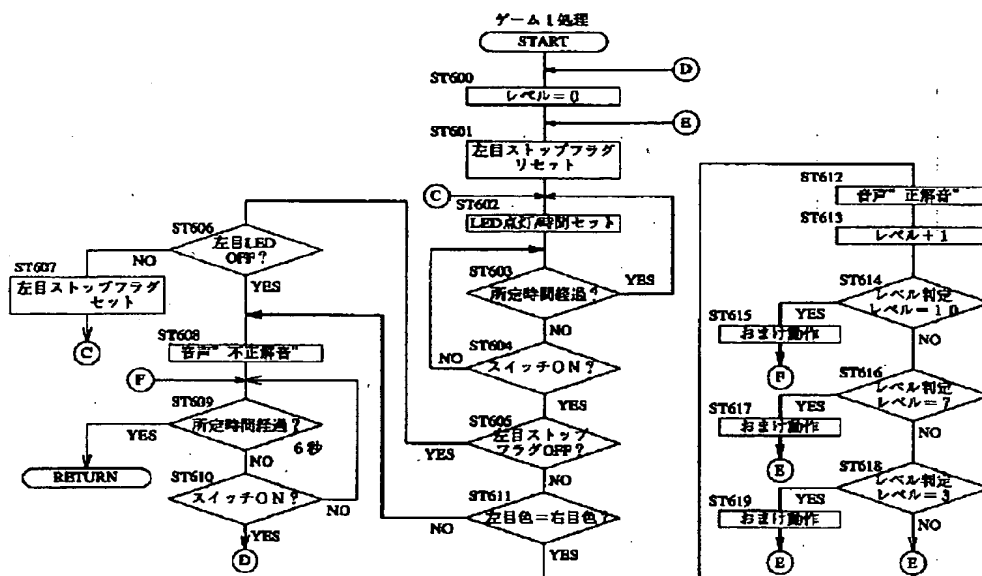 ゲーム1処理
START
D
ST600
レベル=0
E
ST601
左目ストップフラグ
リセット
C
ST602
LED点灯/時間セット
ST603
所定時間経過?
YES
NO
ST604
スイッチON?
NO
YES
ST605
左目ストップ
フラグOFF?
YES
NO
ST611
左目色=右目色?
NO
YES
ST606
左目LED
OFF?
NO
YES
ST607
左目ストップフラグ
セット
C
ST608
音声"不正解音"
F
ST609
所定時間経過?
6秒
YES
NO
RETURN
ST610
スイッチON?
NO
YES
D
ST612
音声"正解音"
ST613
レベル+1
ST614
レベル判定
レベル=10
YES
NO
ST615
おまけ動作
F
ST616
レベル判定
レベル=7
YES
NO
ST617
おまけ動作
E
ST618
レベル判定
レベル=3
YES
NO
ST619
おまけ動作
E
E